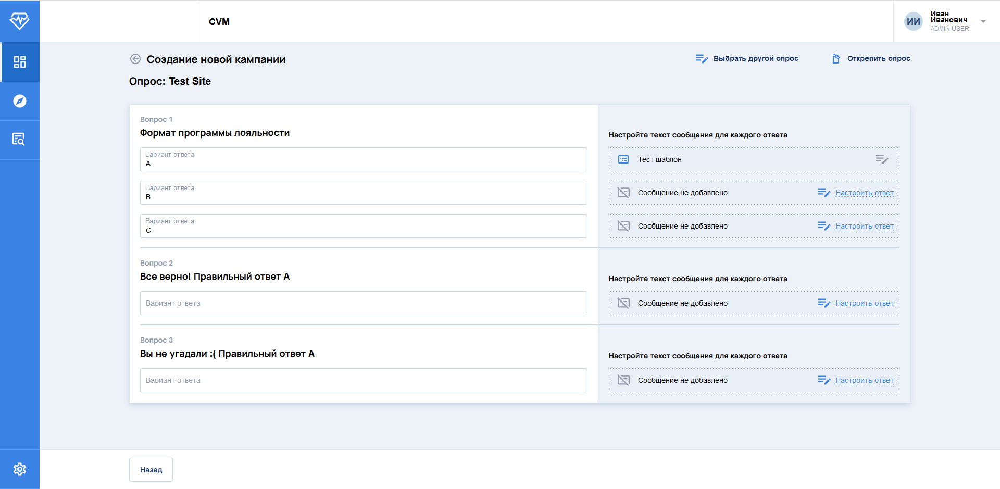 CVM
ИИ
Иван
Иванович
ADMIN USER
Создание новой кампании
Выбрать другой опрос
Открепить опрос
Опрос: Test Site
Вопрос 1
Формат программы лояльности
Настройте текст сообщения для каждого ответа
Вариант ответа
A
Тест шаблон
Вариант ответа
B
Сообщение не добавлено
Настроить ответ
Вариант ответа
C
Сообщение не добавлено
Настроить ответ
Вопрос 2
Все верно! Правильный ответ А
Настройте текст сообщения для каждого ответа
Вариант ответа
Сообщение не добавлено
Настроить ответ
Вопрос 3
Вы не угадали :( Правильный ответ А
Настройте текст сообщения для каждого ответа
Вариант ответа
Сообщение не добавлено
Настроить ответ
Назад